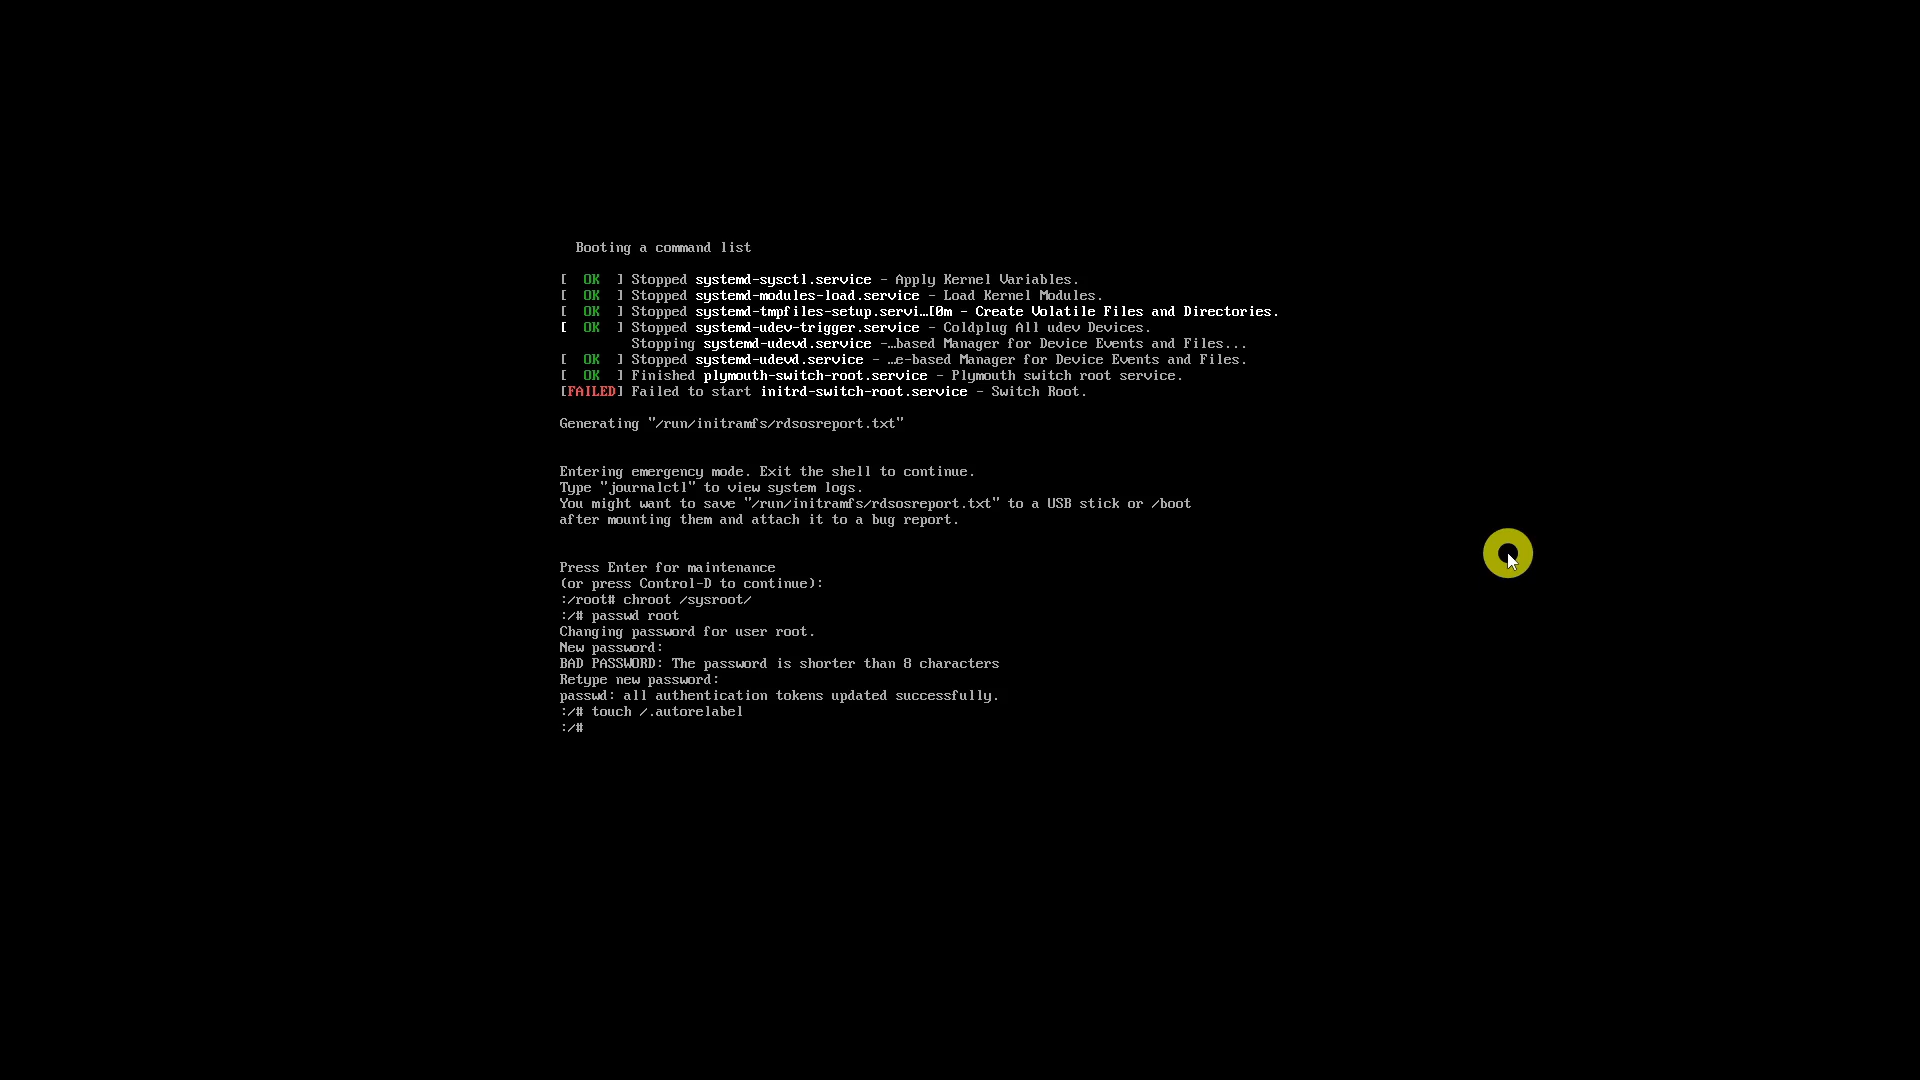 Booting a command list
[  OK  ] Stopped systemd-sysctl.service - Apply Kernel Variables.
[  OK  ] Stopped systemd-modules-load.service - Load Kernel Modules.
[  OK  ] Stopped systemd-tmpfiles-setup.servi…[0m - Create Volatile Files and Directories.
[  OK  ] Stopped systemd-udev-trigger.service - Coldplug All udev Devices.
Stopping systemd-udevd.service -…based Manager for Device Events and Files...
[  OK  ] Stopped systemd-udevd.service - …e-based Manager for Device Events and Files.
[  OK  ] Finished plymouth-switch-root.service - Plymouth switch root service.
[FAILED] Failed to start initrd-switch-root.service - Switch Root.
Generating "/run/initramfs/rdsosreport.txt"
Entering emergency mode. Exit the shell to continue.
Type "journalctl" to view system logs.
You might want to save "/run/initramfs/rdsosreport.txt" to a USB stick or /boot
after mounting them and attach it to a bug report.
Press Enter for maintenance
(or press Control-D to continue):
:/root# chroot /sysroot/
:/# passwd root
Changing password for user root.
New password:
BAD PASSWORD: The password is shorter than 8 characters
Retype new password:
passwd: all authentication tokens updated successfully.
:/# touch /.autorelabel
:/#